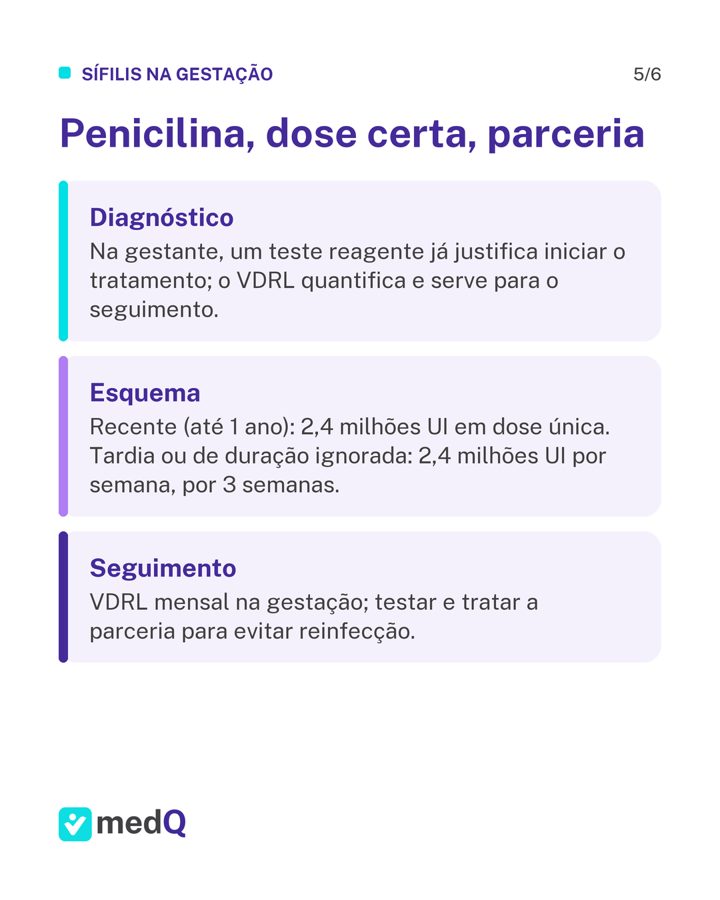 SÍFILIS NA GESTAÇÃO
5/6
Penicilina, dose certa, parceria
Diagnóstico
Na gestante, um teste reagente já justifica iniciar o
tratamento; o VDRL quantifica e serve para o
seguimento.
Esquema
Recente (até 1 ano): 2,4 milhões UI em dose única.
Tardia ou de duração ignorada: 2,4 milhões UI por
semana, por 3 semanas.
Seguimento
VDRL mensal na gestação; testar e tratar a
parceria para evitar reinfecção.
medQ